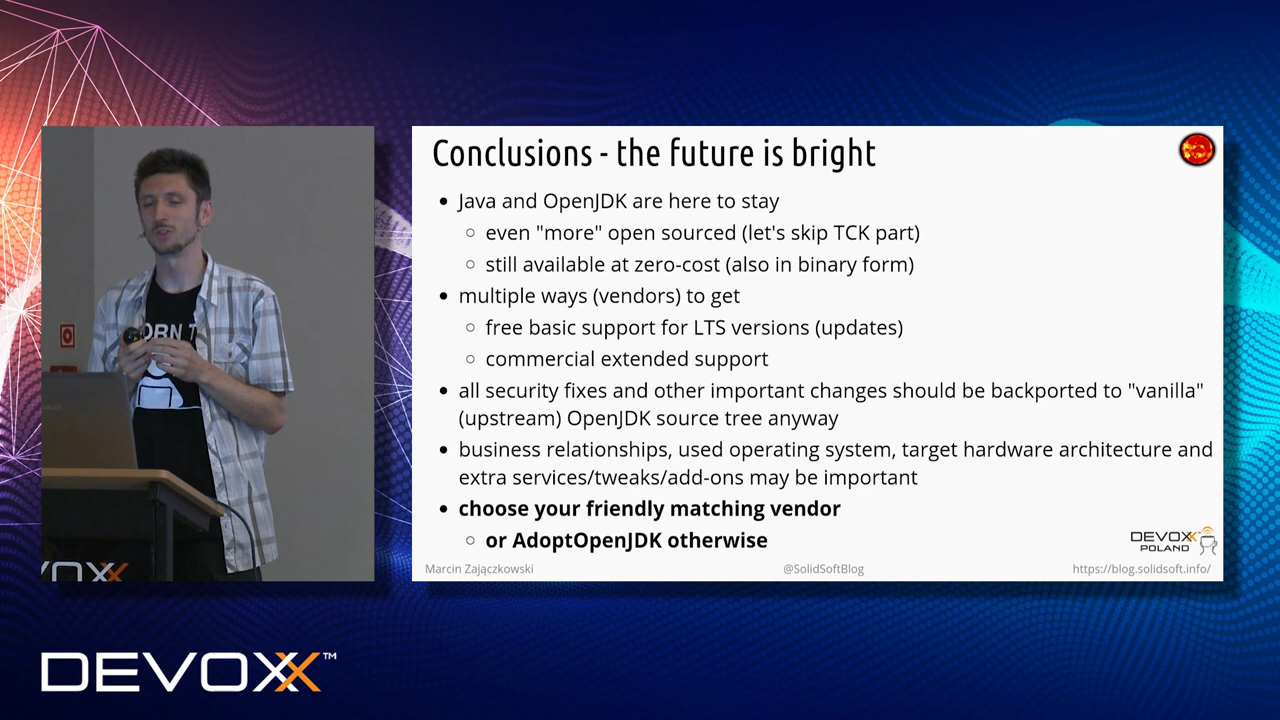 Conclusions - the future is bright
• Java and OpenJDK are here to stay
○ even "more" open sourced (let's skip TCK part)
○ still available at zero-cost (also in binary form)
• multiple ways (vendors) to get
○ free basic support for LTS versions (updates)
○ commercial extended support
• all security fixes and other important changes should be backported to "vanilla"
(upstream) OpenJDK source tree anyway
• business relationships, used operating system, target hardware architecture and
extra services/tweaks/add-ons may be important
• choose your friendly matching vendor
○ or AdoptOpenJDK otherwise
DEVOXX
POLAND
Marcin Zajączkowski @SolidSoftBlog https://blog.solidsoft.info/
ORN T
VOXX
DEVOXX™